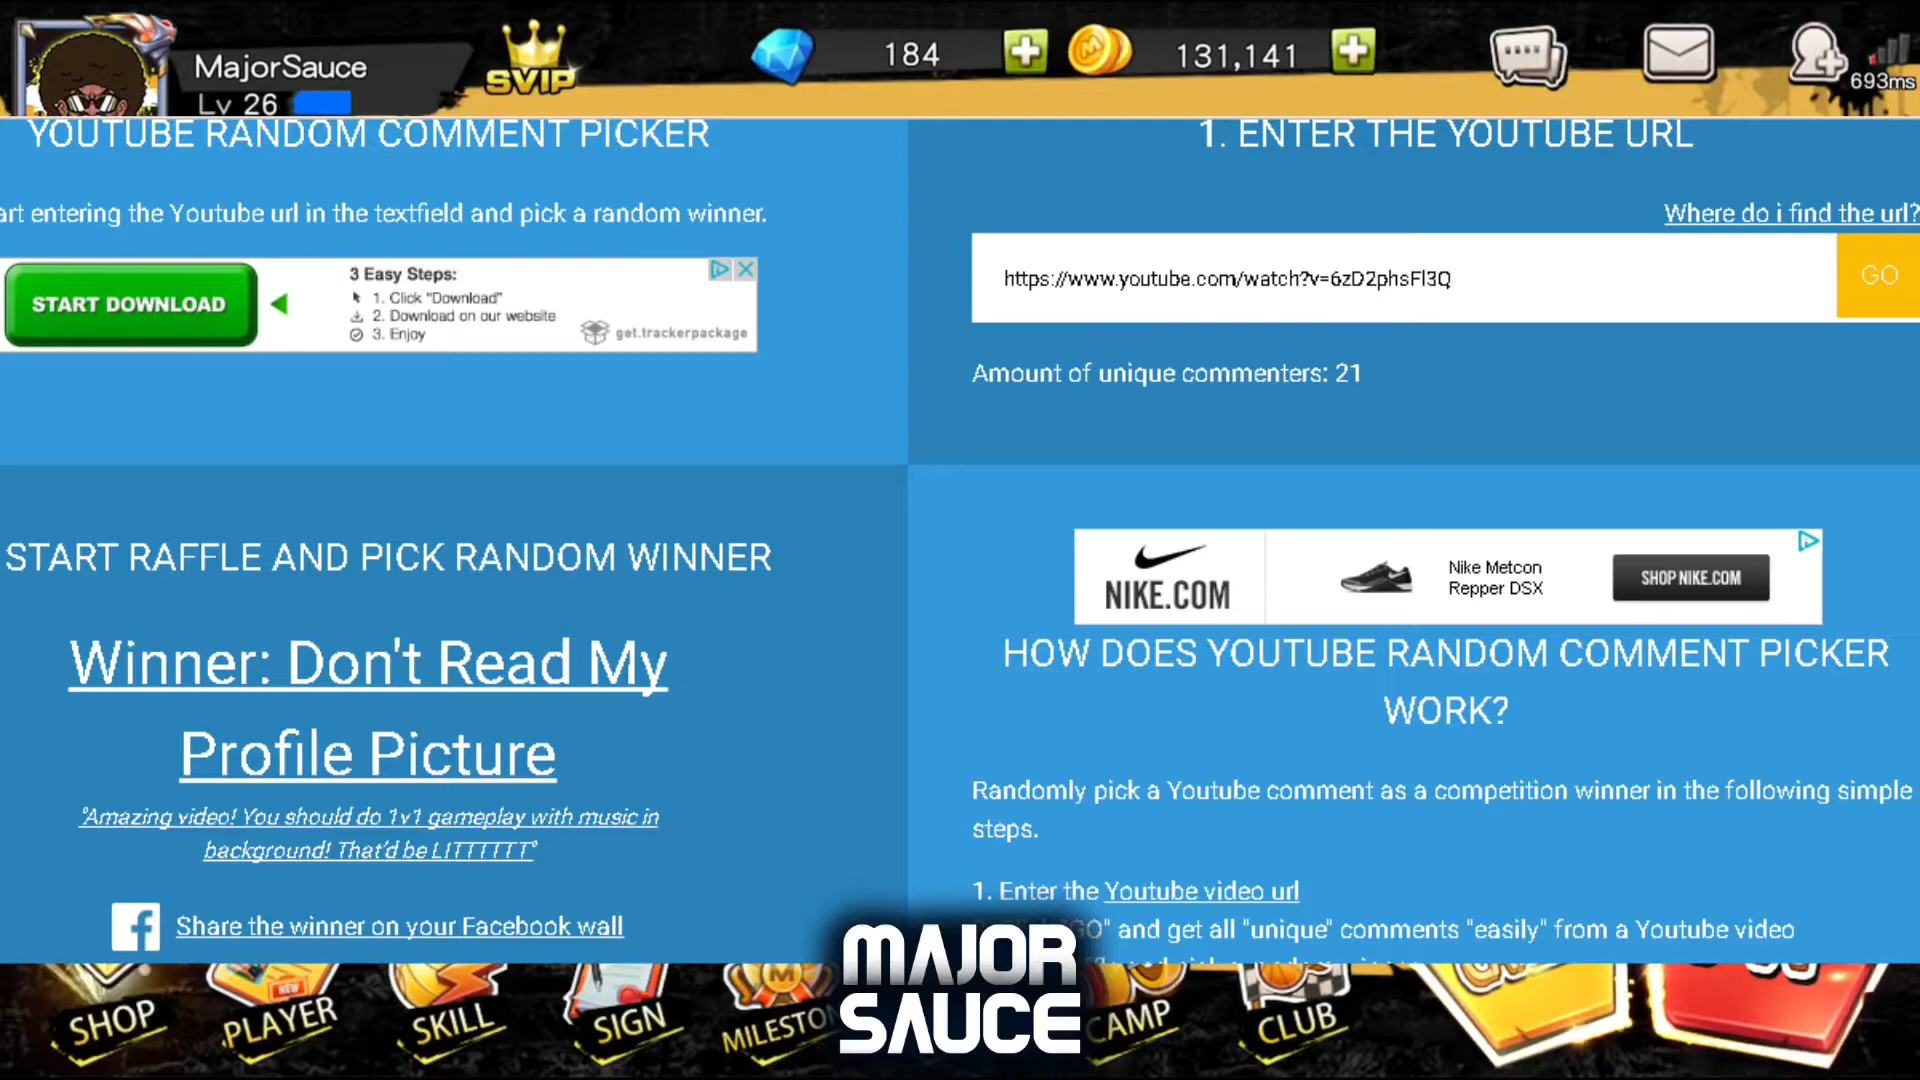 MajorSauce
Lv 26
SVIP
184
131,141
693ms
YOUTUBE RANDOM COMMENT PICKER
art entering the Youtube url in the textfield and pick a random winner.
START DOWNLOAD
3 Easy Steps:
1. Click "Download"
2. Download on our website
3. Enjoy
get.trackerpackage
1. ENTER THE YOUTUBE URL
Where do i find the url?
https://www.youtube.com/watch?v=6zD2phsFl3Q
GO
Amount of unique commenters: 21
START RAFFLE AND PICK RANDOM WINNER
Winner: Don't Read My
Profile Picture
"Amazing video! You should do 1v1 gameplay with music in
background! That'd be LITTTTTT"
Share the winner on your Facebook wall
NIKE.COM
Nike Metcon
Repper DSX
SHOP NIKE.COM
HOW DOES YOUTUBE RANDOM COMMENT PICKER
WORK?
Randomly pick a Youtube comment as a competition winner in the following simple
steps.
1. Enter the Youtube video url
GO" and get all "unique" comments "easily" from a Youtube video
MAJOR
SAUCE
SHOP
PLAYER
NEW
SKILL
SIGN
MILESTO
CAMP
CLUB